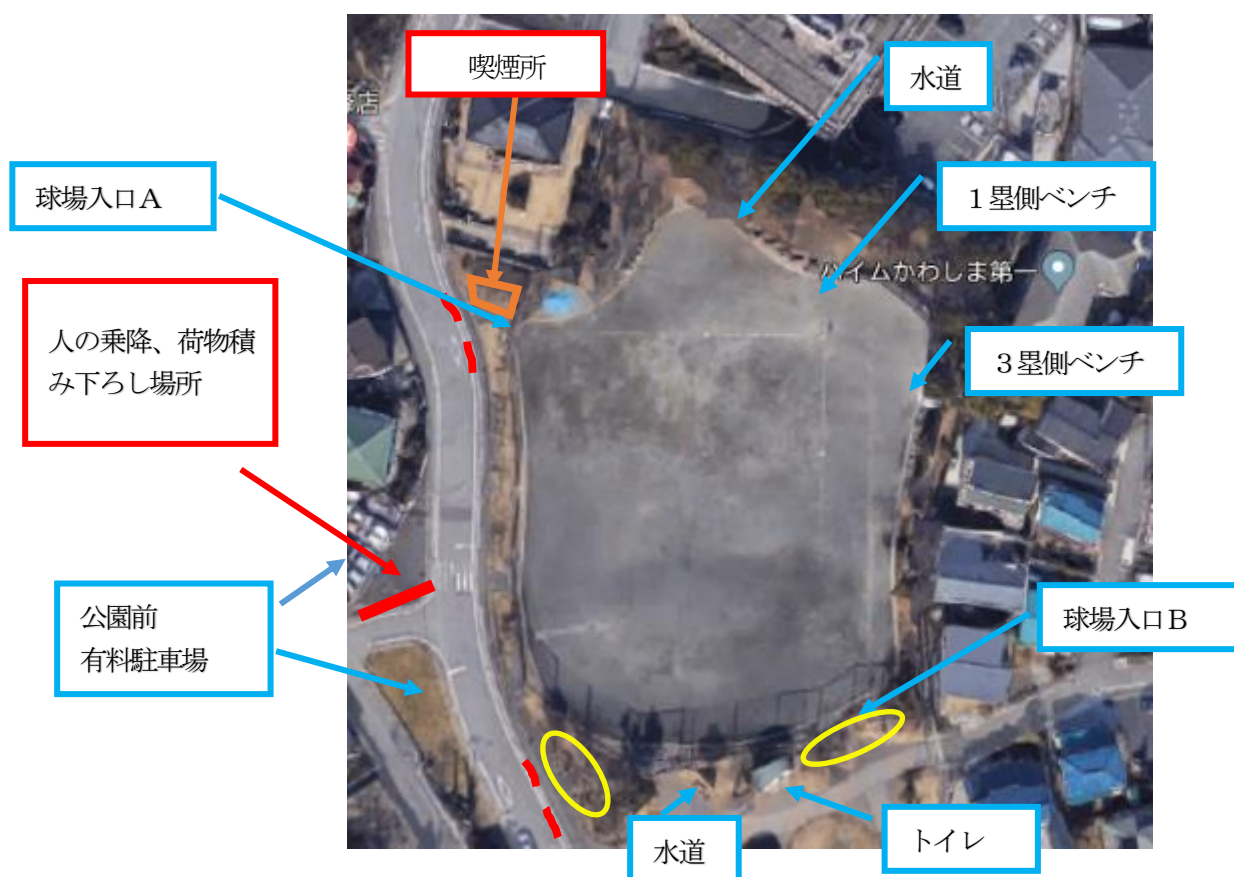 喫煙所
水道
店
球場入口A
1塁側ベンチ
ハイムかわしま第一
人の乗降、荷物積
み下ろし場所
3塁側ベンチ
公園前
有料駐車場
球場入口B
水道
トイレ